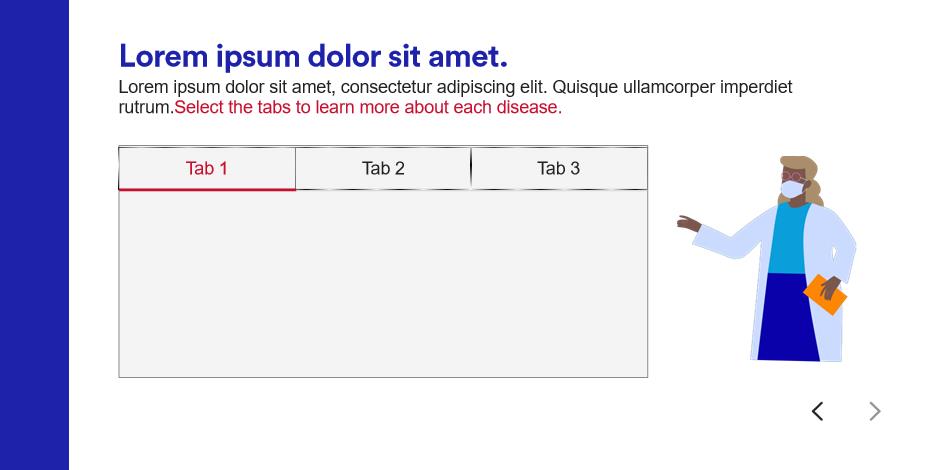 Lorem ipsum dolor sit amet.
Lorem ipsum dolor sit amet, consectetur adipiscing elit. Quisque ullamcorper imperdiet
rutrum.Select the tabs to learn more about each disease.
Tab 1 Tab 2 Tab 3